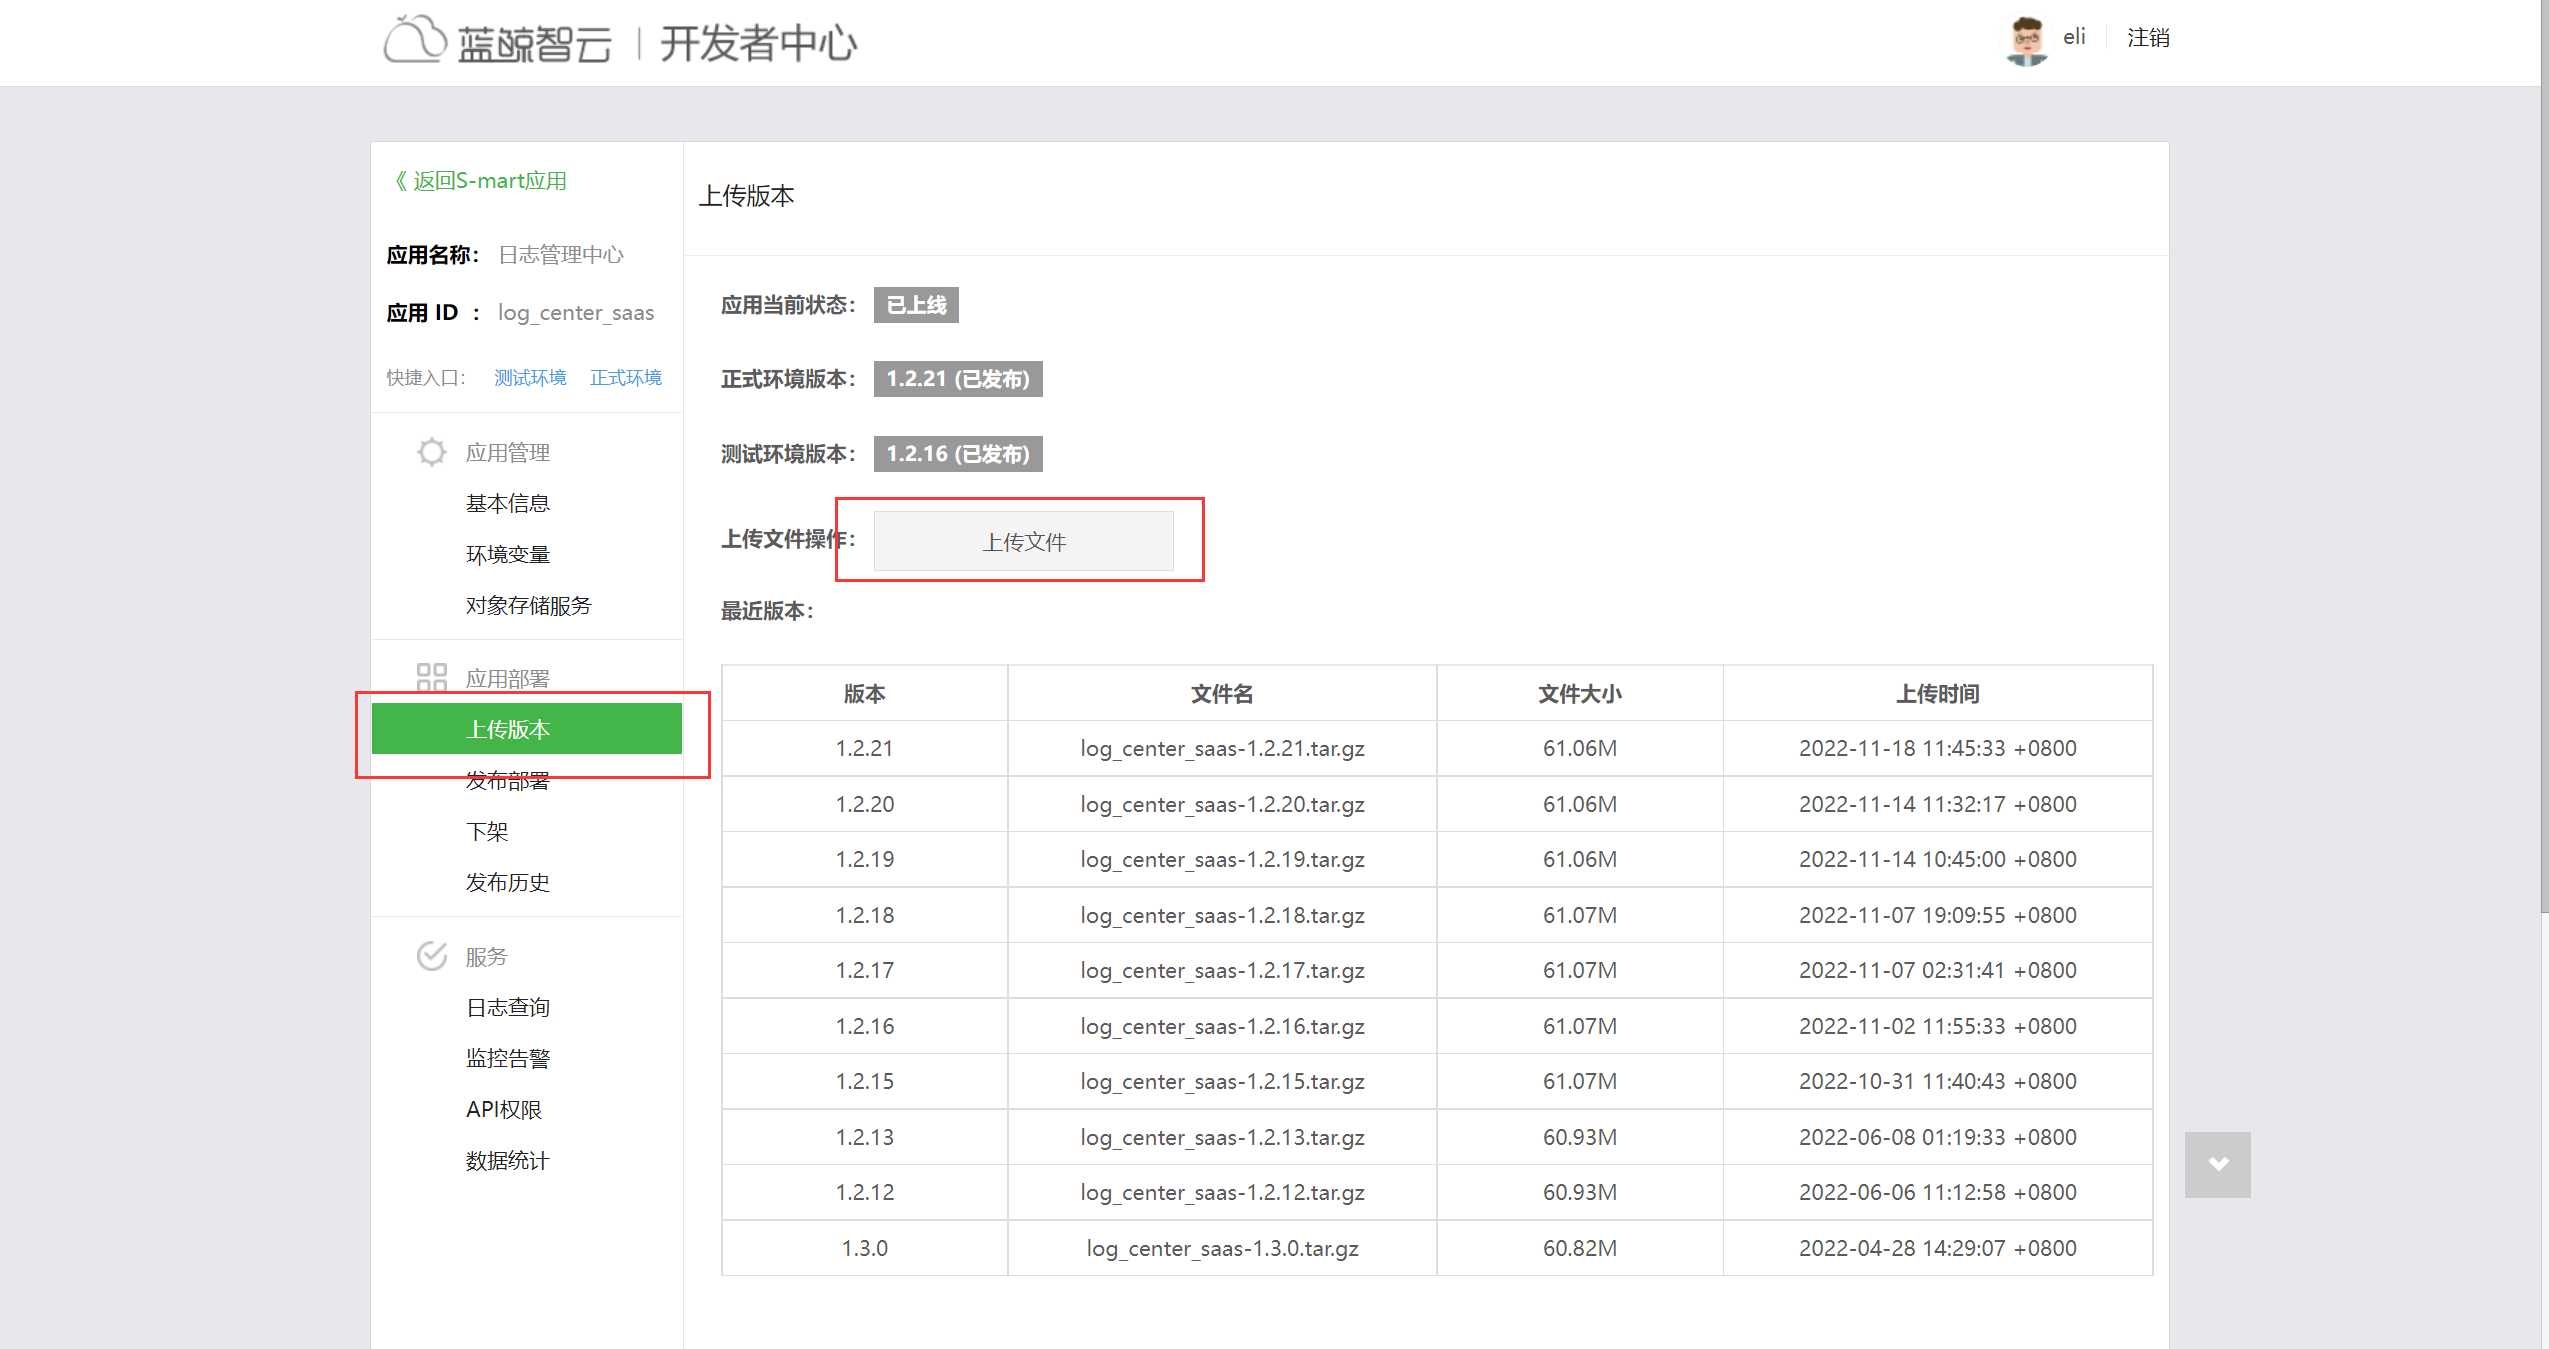 蓝鲸智云 | 开发者中心
eli
注销
《 返回S-mart应用
应用名称： 日志管理中心
应用 ID ： log_center_saas
快捷入口： 测试环境 正式环境
应用管理
基本信息
环境变量
对象存储服务
应用部署
上传版本
发布部署
下架
发布历史
服务
日志查询
监控告警
API权限
数据统计
上传版本
应用当前状态： 已上线
正式环境版本： 1.2.21 (已发布)
测试环境版本： 1.2.16 (已发布)
上传文件操作： 上传文件
最近版本：
版本 文件名 文件大小 上传时间
1.2.21 log_center_saas-1.2.21.tar.gz 61.06M 2022-11-18 11:45:33 +0800
1.2.20 log_center_saas-1.2.20.tar.gz 61.06M 2022-11-14 11:32:17 +0800
1.2.19 log_center_saas-1.2.19.tar.gz 61.06M 2022-11-14 10:45:00 +0800
1.2.18 log_center_saas-1.2.18.tar.gz 61.07M 2022-11-07 19:09:55 +0800
1.2.17 log_center_saas-1.2.17.tar.gz 61.07M 2022-11-07 02:31:41 +0800
1.2.16 log_center_saas-1.2.16.tar.gz 61.07M 2022-11-02 11:55:33 +0800
1.2.15 log_center_saas-1.2.15.tar.gz 61.07M 2022-10-31 11:40:43 +0800
1.2.13 log_center_saas-1.2.13.tar.gz 60.93M 2022-06-08 01:19:33 +0800
1.2.12 log_center_saas-1.2.12.tar.gz 60.93M 2022-06-06 11:12:58 +0800
1.3.0 log_center_saas-1.3.0.tar.gz 60.82M 2022-04-28 14:29:07 +0800